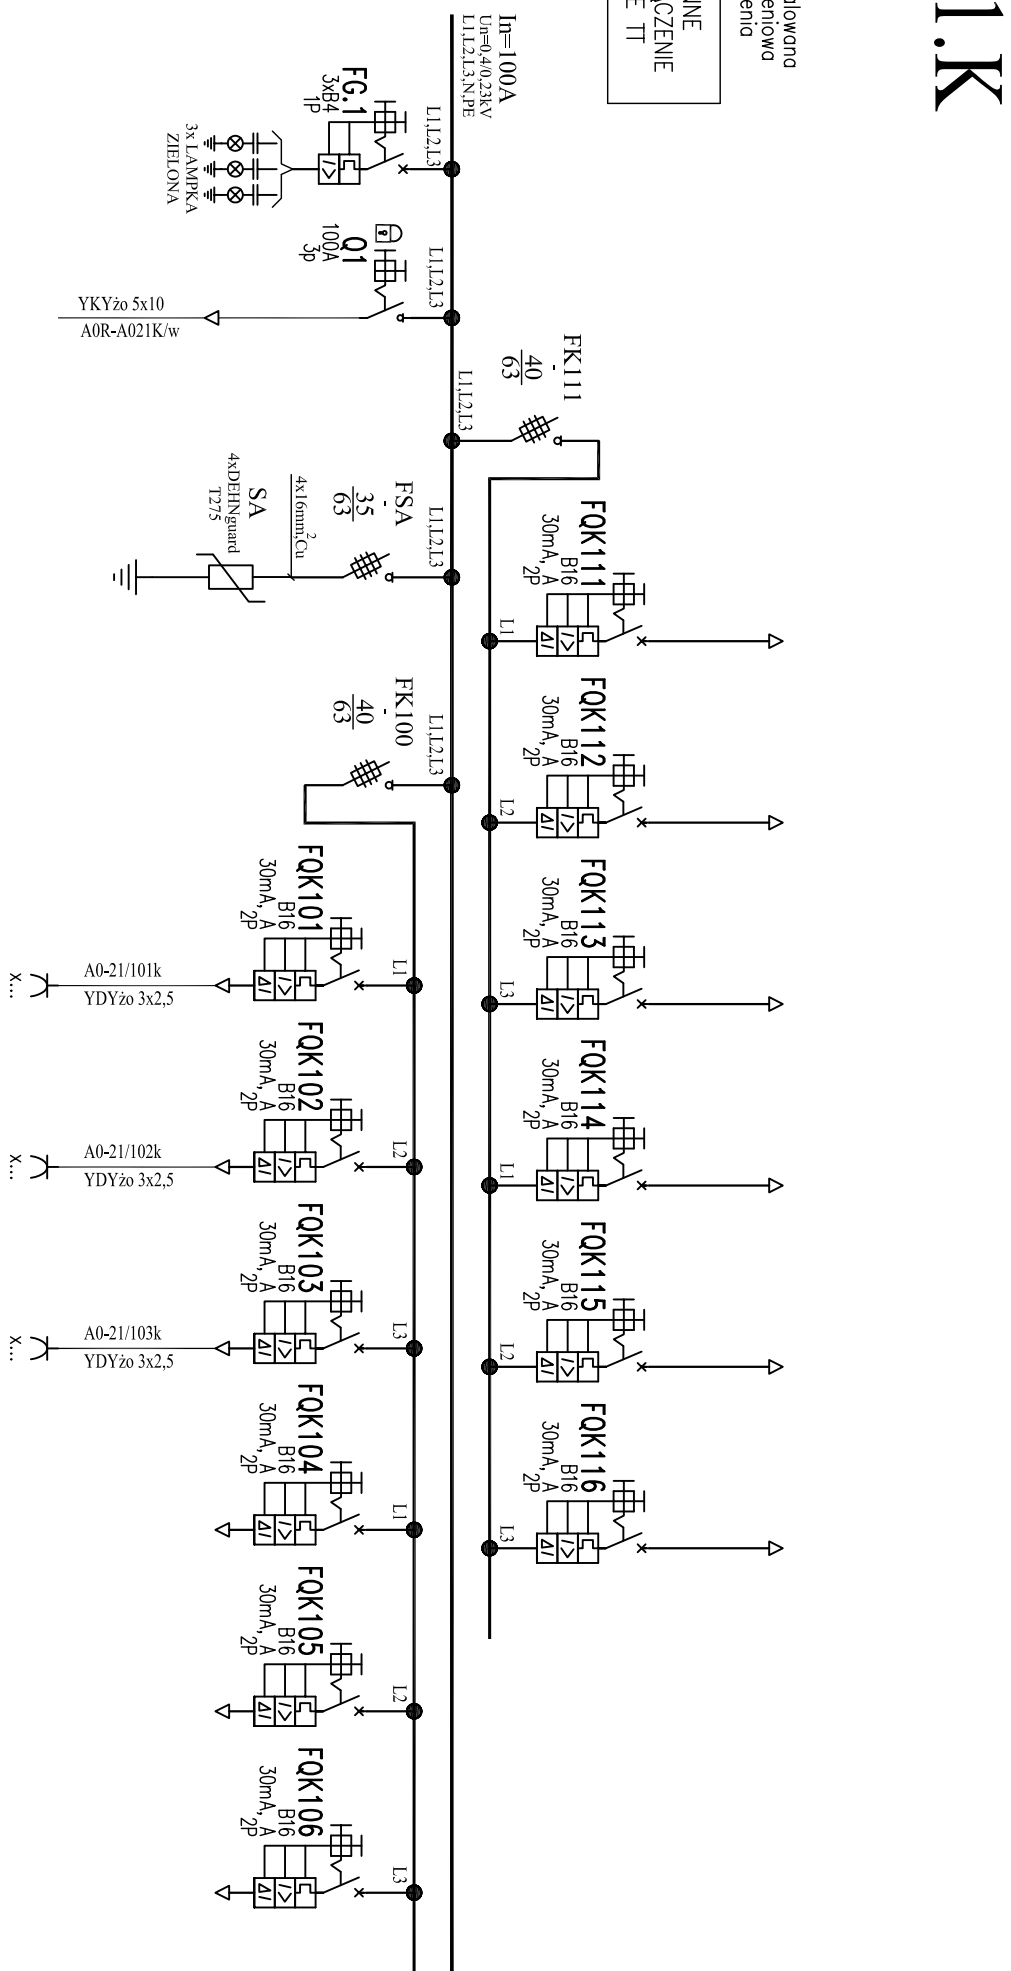 1.K
alowana
eniowa
enia
NNE
ĄCZENIE
E TT
In=100A
Un=0,4/0,23kV
L1,L2,L3,N,PE
FG.1
3xB4
1P
L1,L2,L3
3x LAMPKA
ZIELONA
Q1
100A
3p
L1,L2,L3
YKYżo 5x10
A0R-A021K/w
FK111
-
40
63
L1,L2,L3
FSA
-
35
63
L1,L2,L3
4x16mm²,Cu
SA
4xDEHNguard
T275
FK100
-
40
63
L1,L2,L3
FQK111
B16
30mA, A
2P
L1
FQK112
B16
30mA, A
2P
L2
FQK113
B16
30mA, A
2P
L3
FQK114
B16
30mA, A
2P
L1
FQK115
B16
30mA, A
2P
L2
FQK116
B16
30mA, A
2P
L3
FQK101
B16
30mA, A
2P
L1
A0-21/101k
YDYżo 3x2,5
x...
FQK102
B16
30mA, A
2P
L2
A0-21/102k
YDYżo 3x2,5
x...
FQK103
B16
30mA, A
2P
L3
A0-21/103k
YDYżo 3x2,5
x...
FQK104
B16
30mA, A
2P
L1
FQK105
B16
30mA, A
2P
L2
FQK106
B16
30mA, A
2P
L3